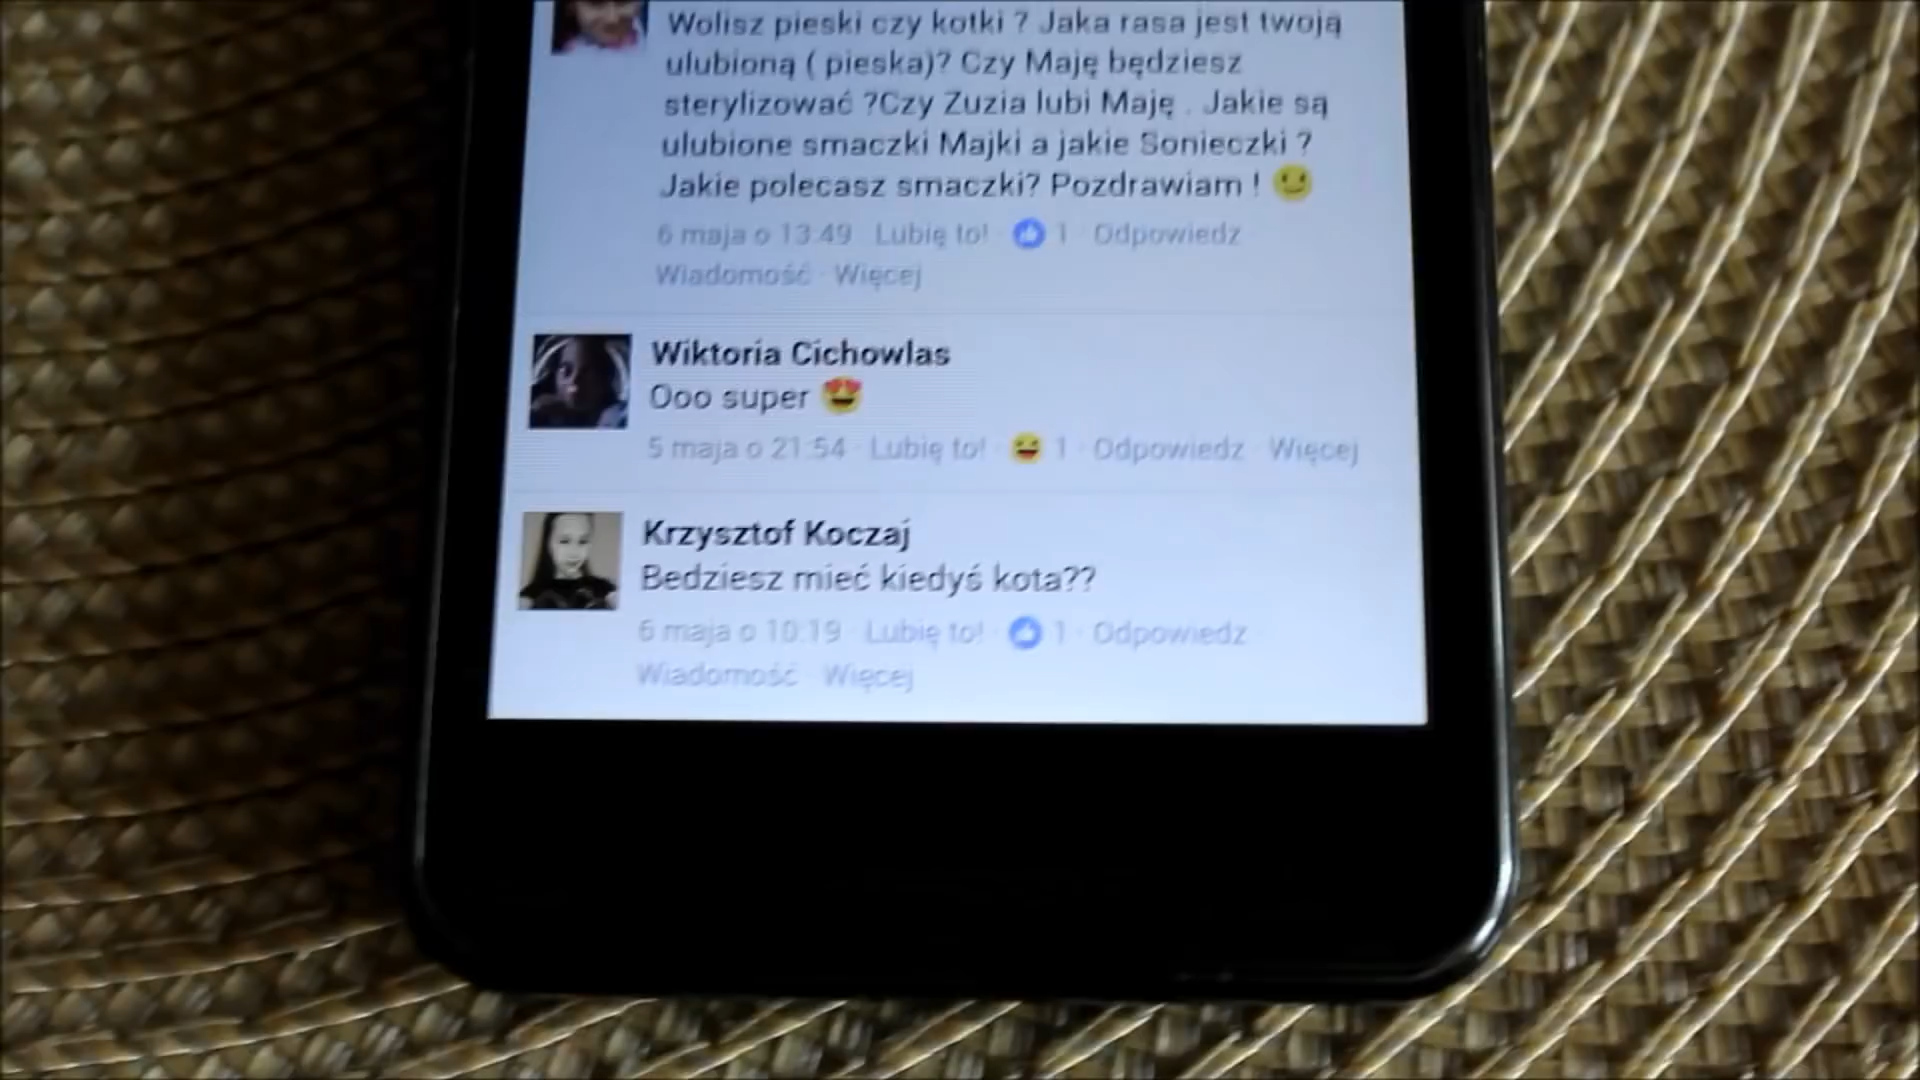 Wolisz pieski czy kotki ? Jaka rasa jest twoją
ulubioną ( pieska)? Czy Maję będziesz
sterylizować ?Czy Zuzia lubi Maję . Jakie są
ulubione smaczki Majki a jakie Sonieczki ?
Jakie polecasz smaczki? Pozdrawiam ! 🙂
6 maja o 13:49 · Lubię to! · 1 · Odpowiedz ·
Wiadomość · Więcej
Wiktoria Cichowlas
Ooo super 😍
5 maja o 21:54 · Lubię to! · 😆 1 · Odpowiedz · Więcej
Krzysztof Koczaj
Bedziesz mieć kiedyś kota??
6 maja o 10:19 · Lubię to! · 1 · Odpowiedz ·
Wiadomość · Więcej